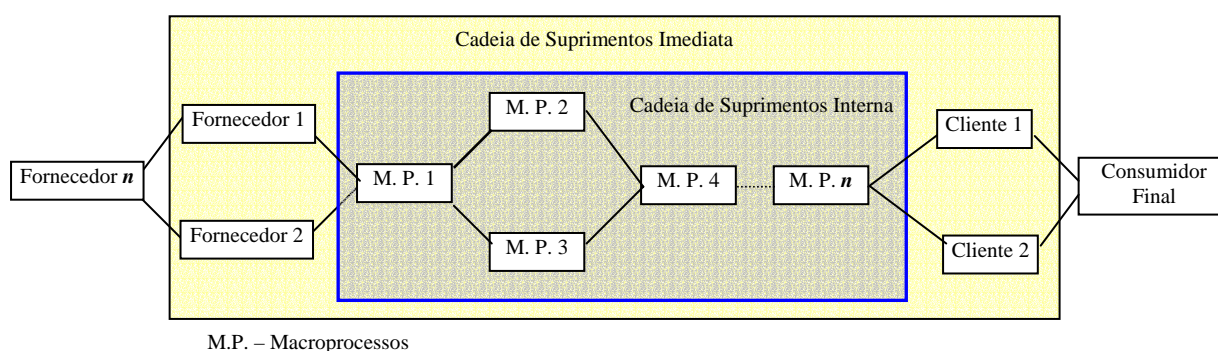 Cadeia de Suprimentos Imediata
Cadeia de Suprimentos Interna
Fornecedor n
Fornecedor 1
Fornecedor 2
M. P. 1
M. P. 2
M. P. 3
M. P. 4
M. P. n
Cliente 1
Cliente 2
Consumidor
Final
M.P. – Macroprocessos